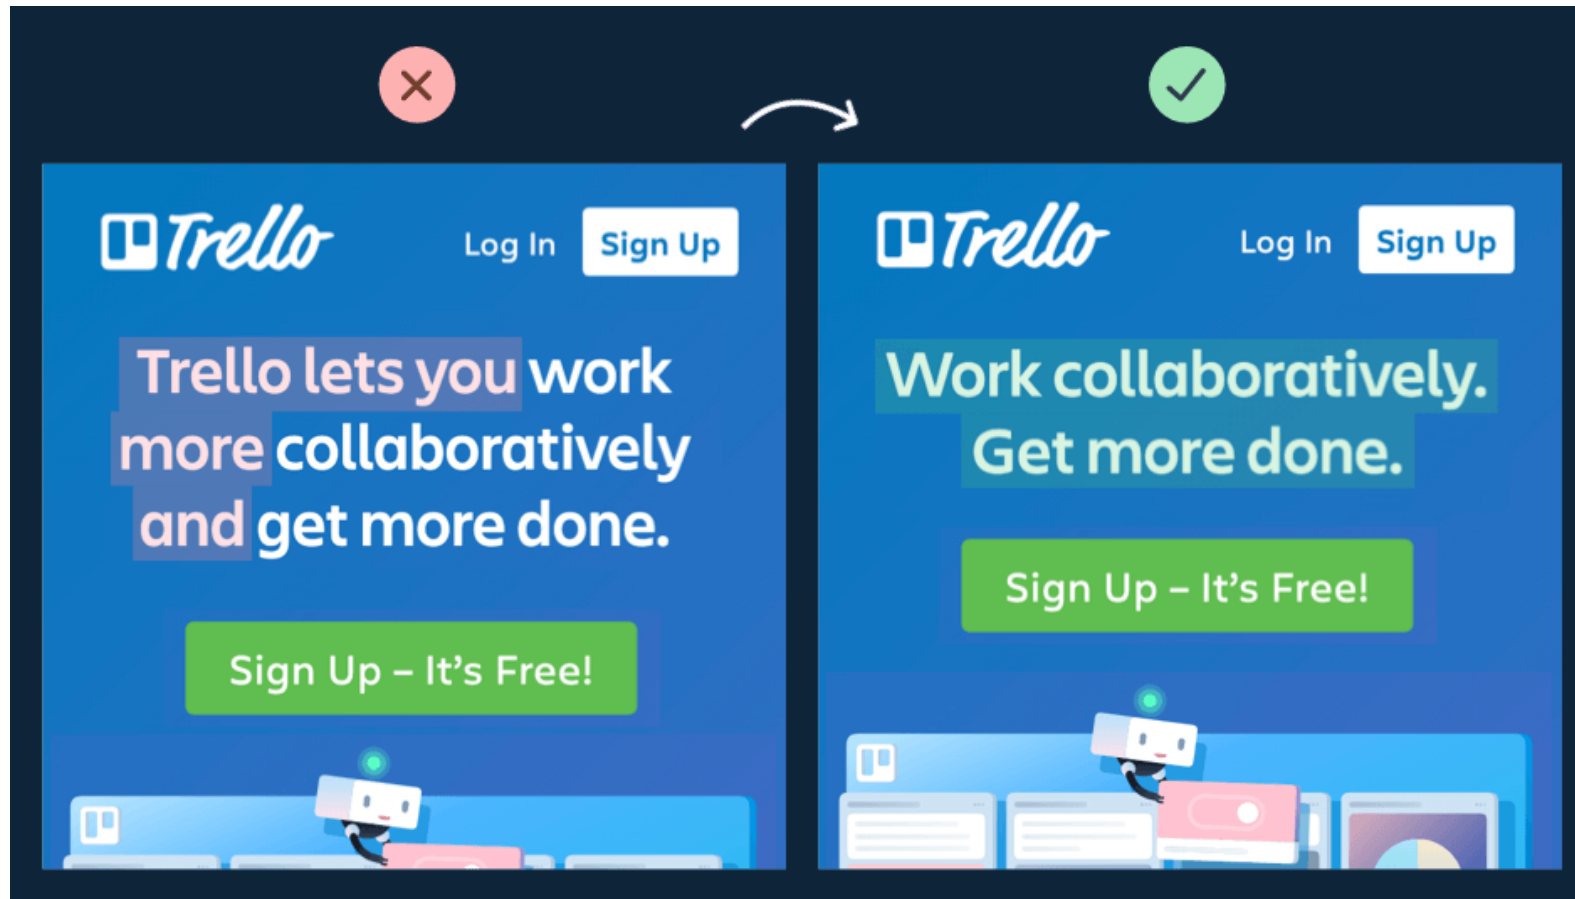 Trello
Log In
Sign Up
Trello lets you work
more collaboratively
and get more done.
Sign Up – It's Free!
Trello
Log In
Sign Up
Work collaboratively.
Get more done.
Sign Up – It's Free!